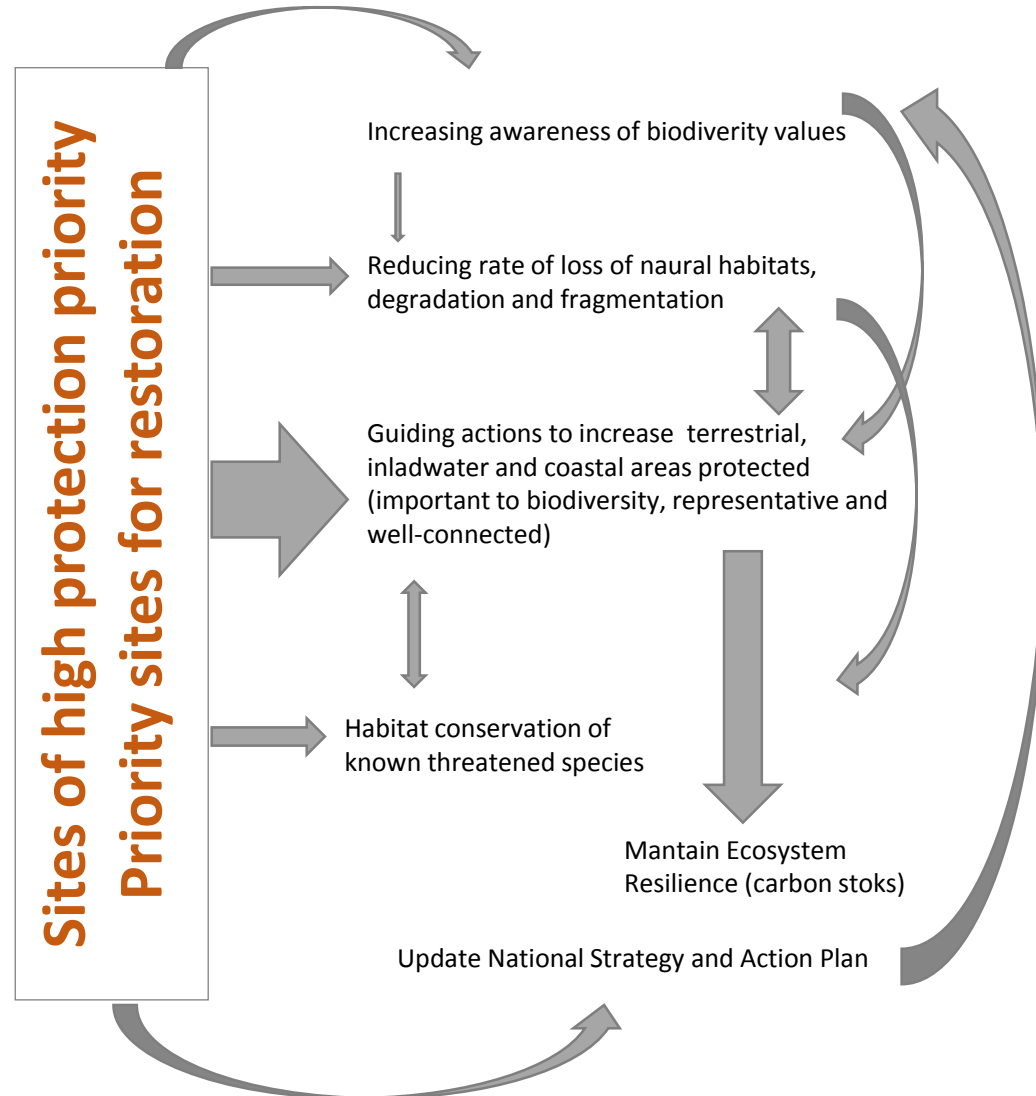 Sites of high protection priority
Priority sites for restoration
Increasing awareness of biodiverity values
Reducing rate of loss of naural habitats,
degradation and fragmentation
Guiding actions to increase  terrestrial,
inladwater and coastal areas protected
(important to biodiversity, representative and
well-connected)
Habitat conservation of
known threatened species
Mantain Ecosystem
Resilience (carbon stoks)
Update National Strategy and Action Plan